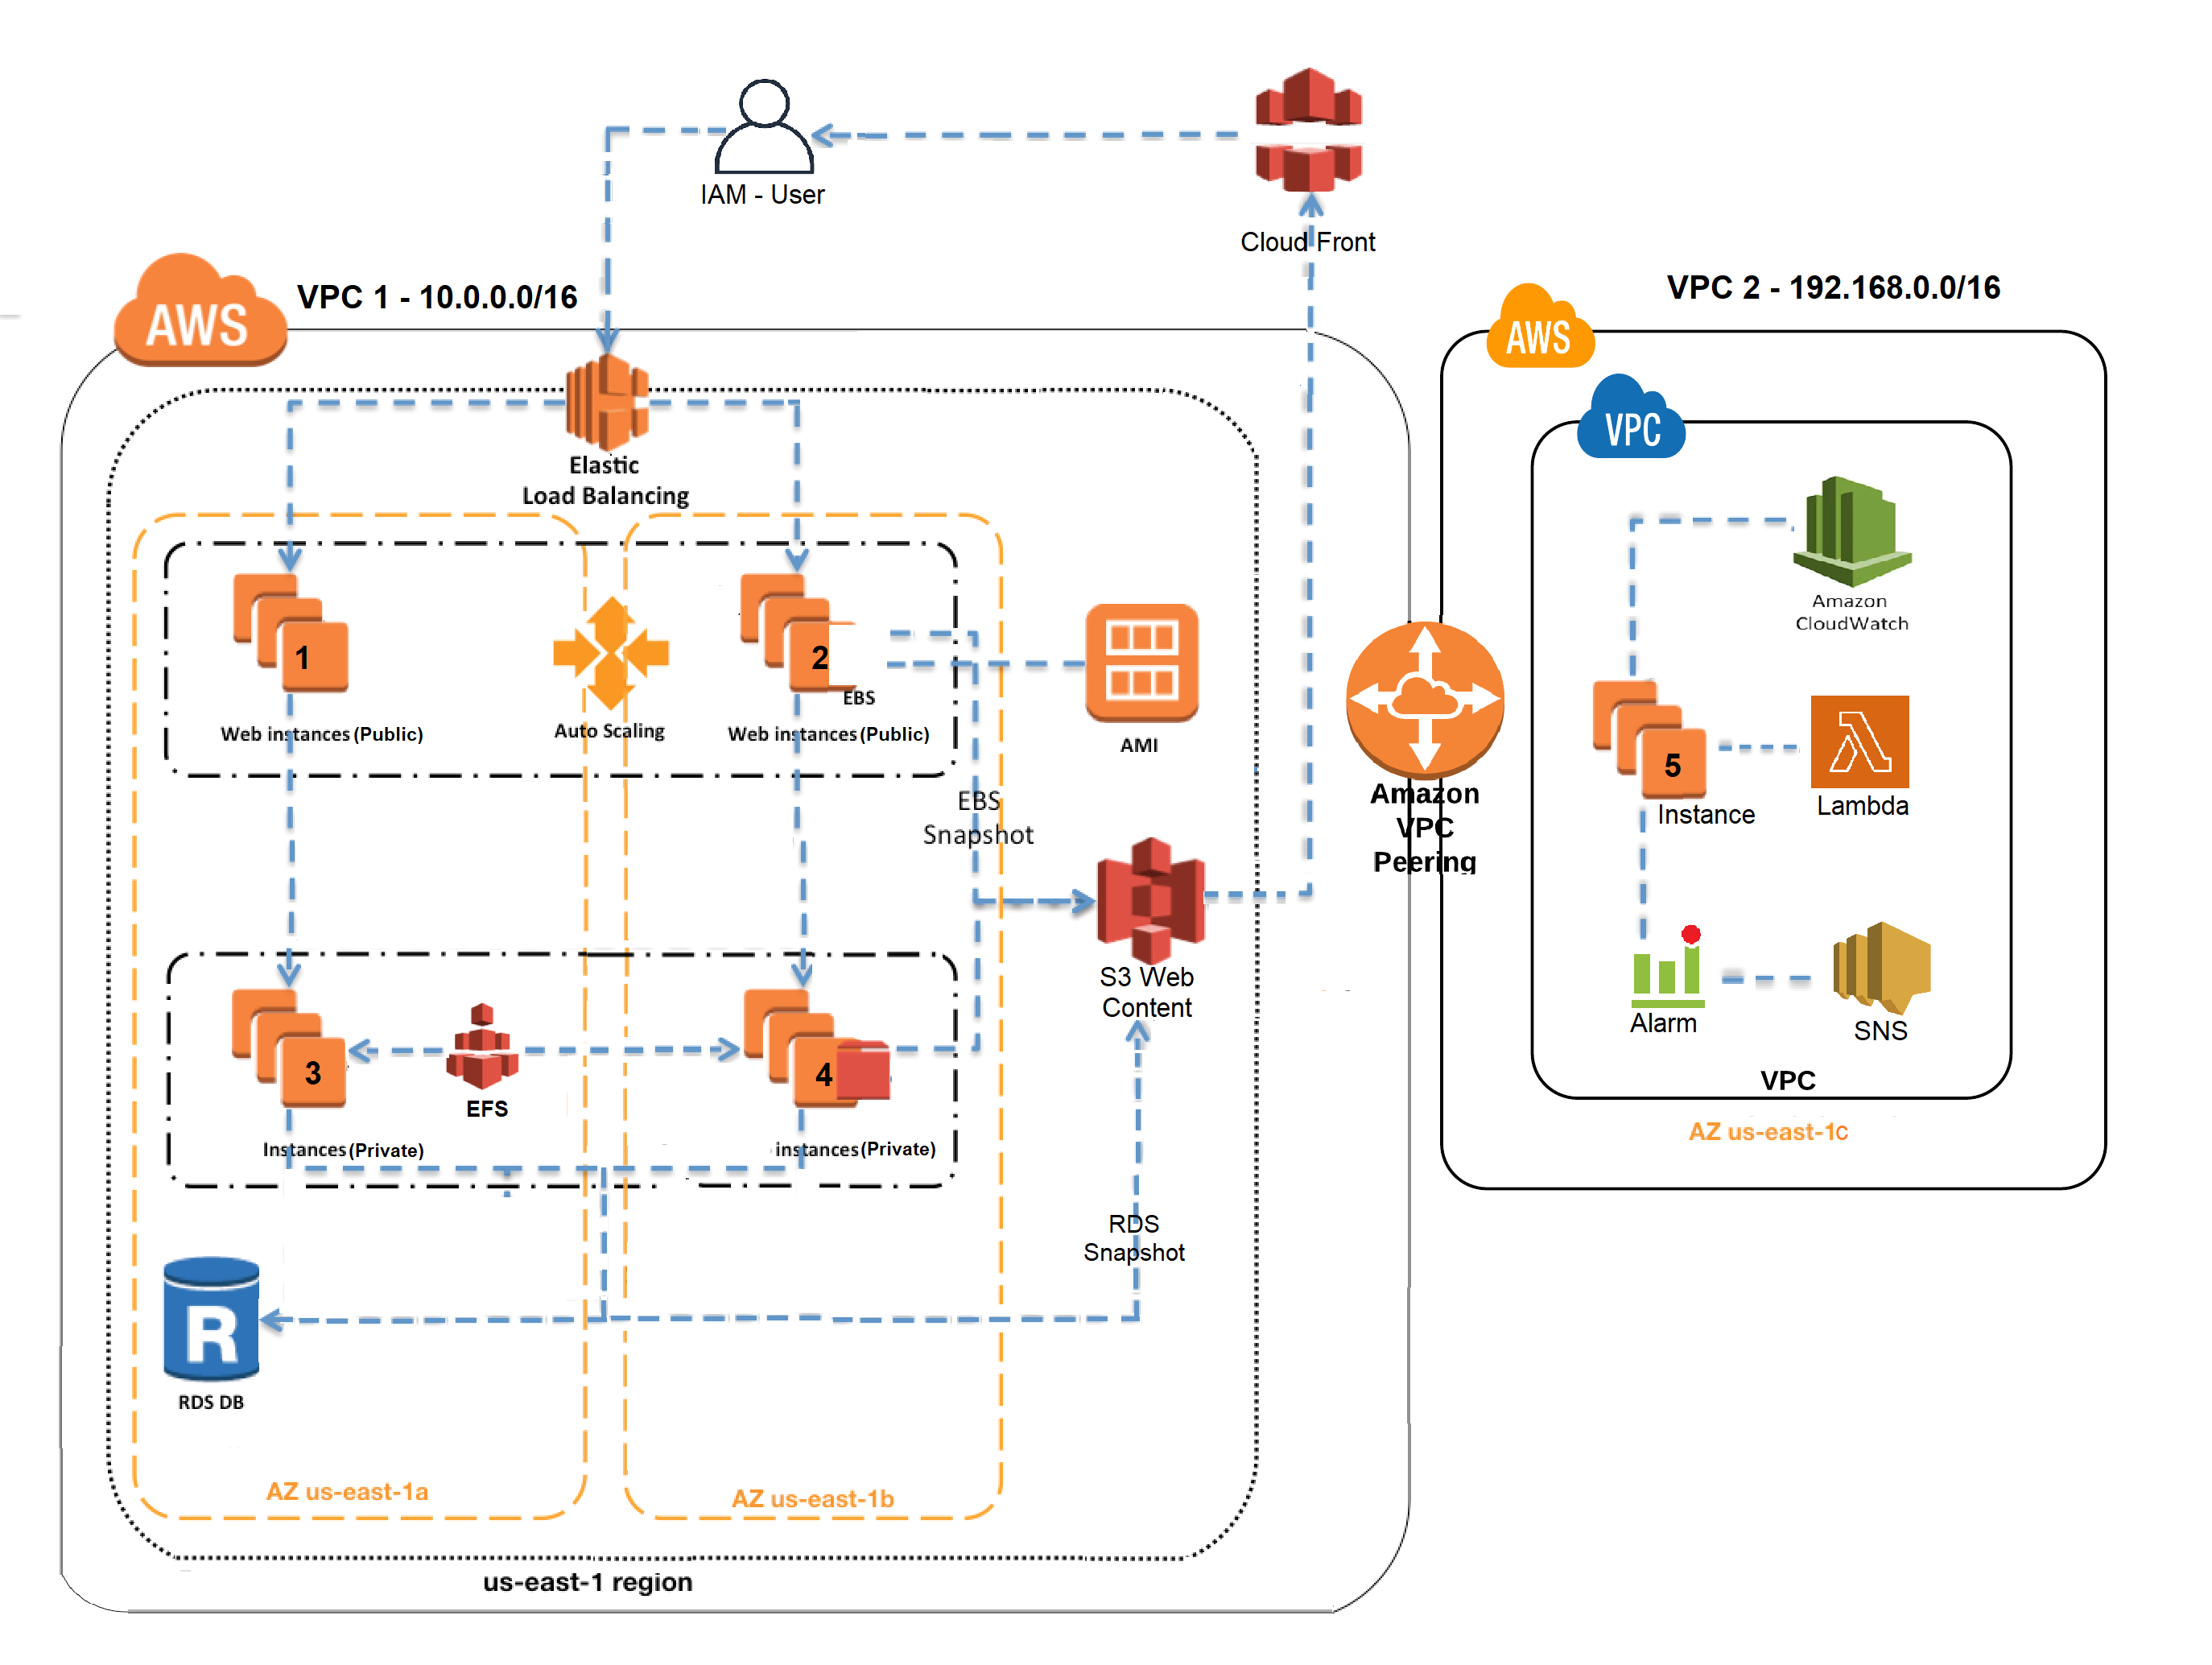 IAM - User
Cloud Front
AWS
VPC 1 - 10.0.0.0/16
VPC 2 - 192.168.0.0/16
AWS
VPC
Elastic
Load Balancing
1
2
EBS
Web instances (Public)
Auto Scaling
Web instances (Public)
AMI
Amazon
CloudWatch
5
Instance
Lambda
Amazon
VPC
Peering
EBS
Snapshot
S3 Web
Content
Alarm
SNS
VPC
AZ us-east-1c
3
EFS
4
Instances (Private)
instances (Private)
RDS
Snapshot
R
RDS DB
AZ us-east-1a
AZ us-east-1b
us-east-1 region